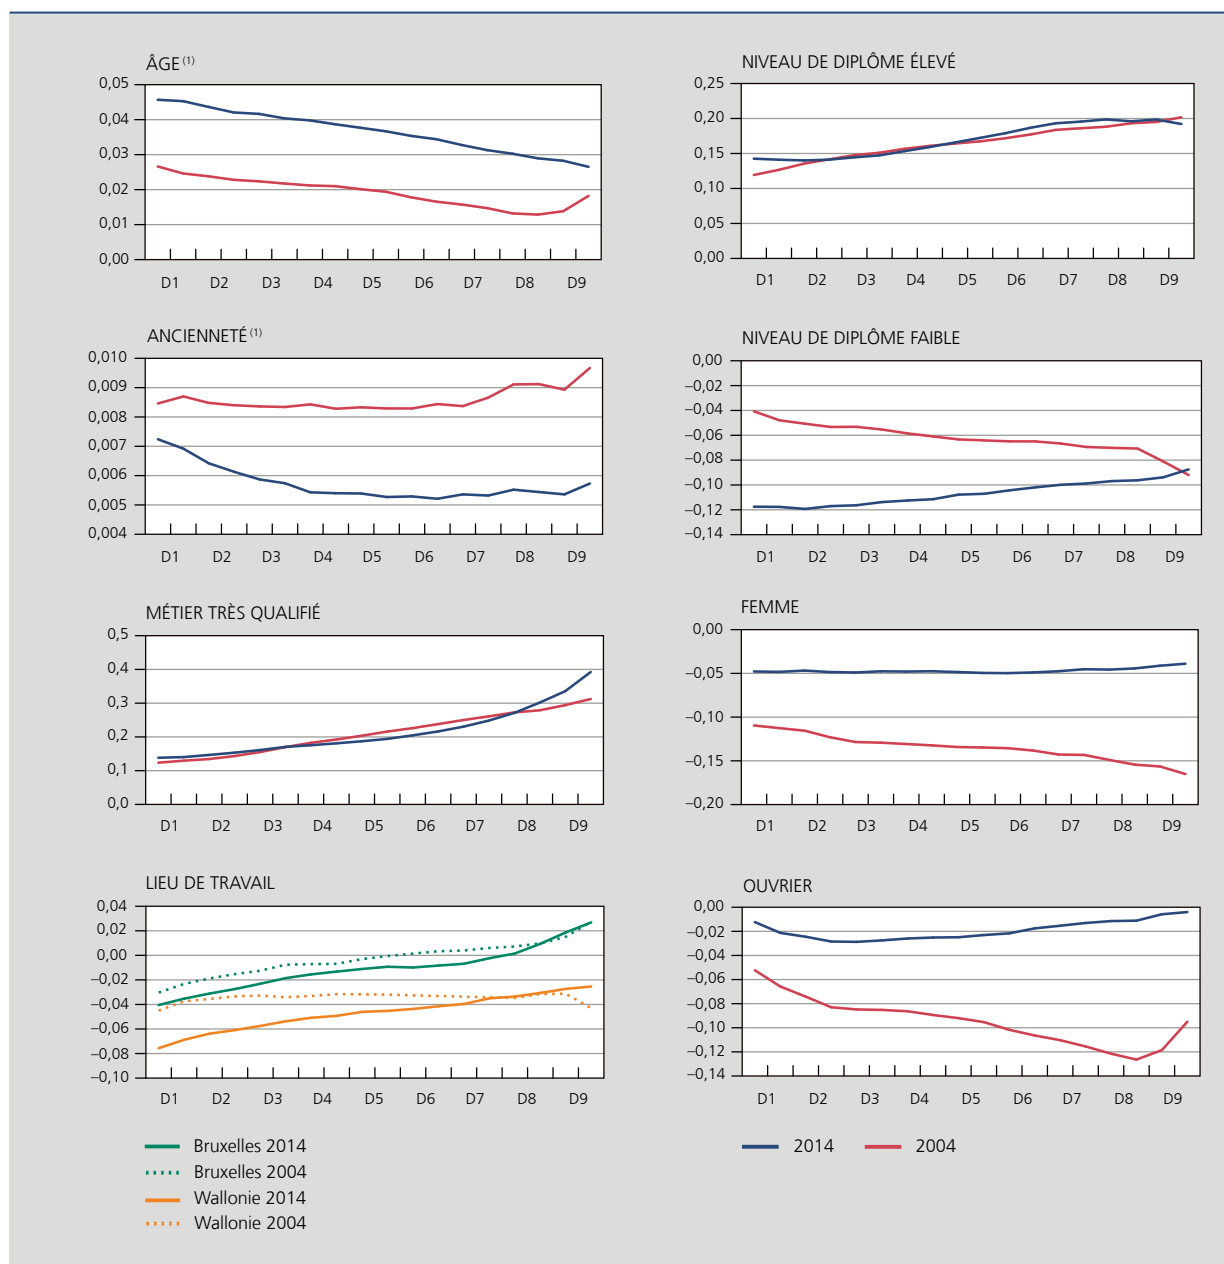 ÂGE (1)
0,05
0,04
0,03
0,02
0,01
0,00
D1 D2 D3 D4 D5 D6 D7 D8 D9
NIVEAU DE DIPLÔME ÉLEVÉ
0,25
0,20
0,15
0,10
0,05
0,00
D1 D2 D3 D4 D5 D6 D7 D8 D9
ANCIENNETÉ (1)
0,010
0,009
0,008
0,007
0,006
0,005
0,004
D1 D2 D3 D4 D5 D6 D7 D8 D9
NIVEAU DE DIPLÔME FAIBLE
0,00
−0,02
−0,04
−0,06
−0,08
−0,10
−0,12
−0,14
D1 D2 D3 D4 D5 D6 D7 D8 D9
MÉTIER TRÈS QUALIFIÉ
0,5
0,4
0,3
0,2
0,1
0,0
D1 D2 D3 D4 D5 D6 D7 D8 D9
FEMME
0,00
−0,05
−0,10
−0,15
−0,20
D1 D2 D3 D4 D5 D6 D7 D8 D9
LIEU DE TRAVAIL
0,04
0,02
0,00
−0,02
−0,04
−0,06
−0,08
−0,10
D1 D2 D3 D4 D5 D6 D7 D8 D9
OUVRIER
0,00
−0,02
−0,04
−0,06
−0,08
−0,10
−0,12
−0,14
D1 D2 D3 D4 D5 D6 D7 D8 D9
Bruxelles 2014
Bruxelles 2004
Wallonie 2014
Wallonie 2004
2014 2004